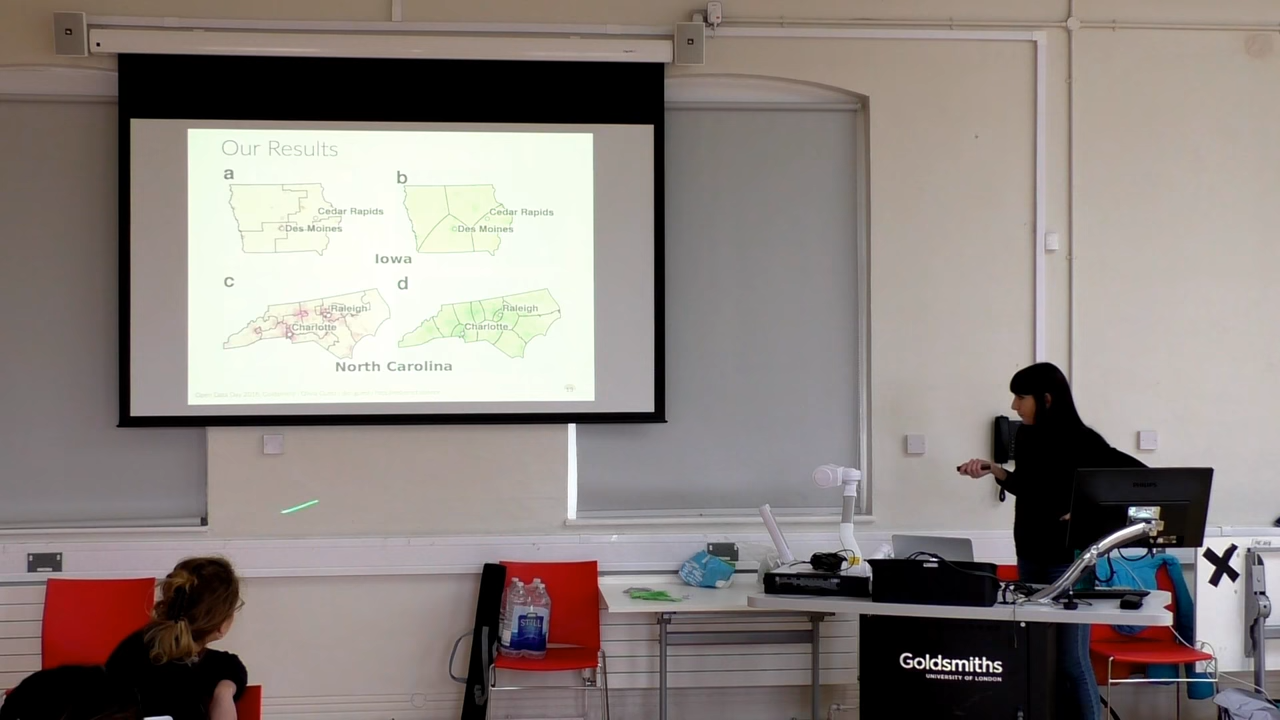 Our Results
a
b
Cedar Rapids
Des Moines
Cedar Rapids
Des Moines
Iowa
c
d
Raleigh
Charlotte
Raleigh
Charlotte
North Carolina
STILL
PHILIPS
Goldsmiths
UNIVERSITY OF LONDON